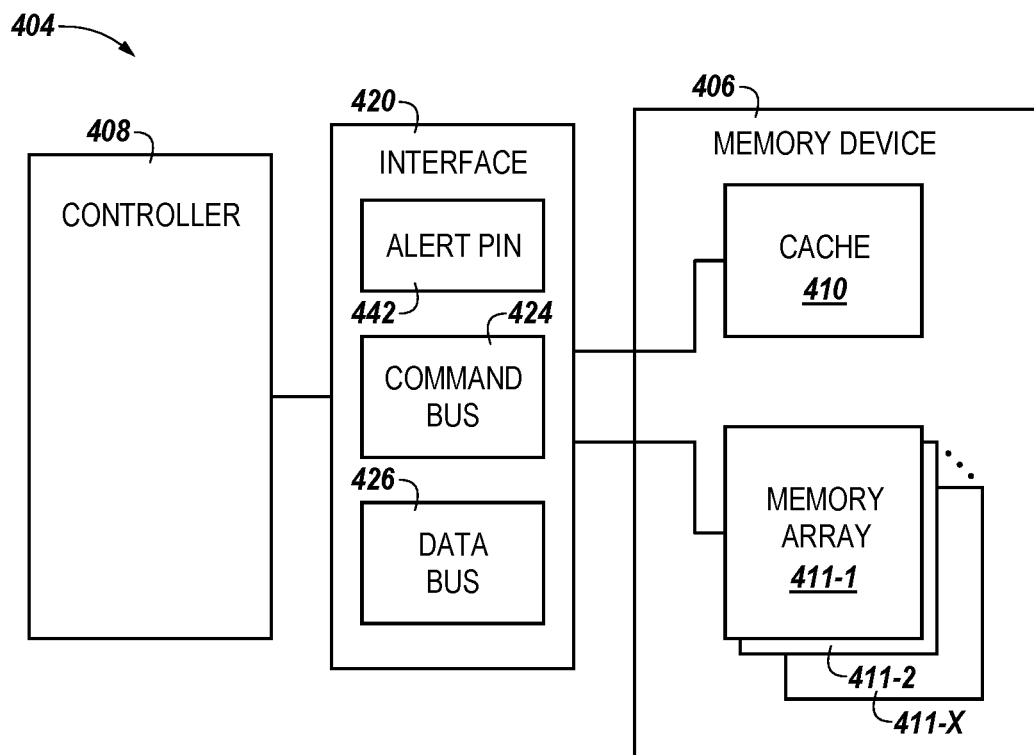 404
408
CONTROLLER
420
INTERFACE
ALERT PIN
442
424
COMMAND
BUS
426
DATA
BUS
406
MEMORY DEVICE
CACHE
410
MEMORY
ARRAY
411-1
411-2
411-X